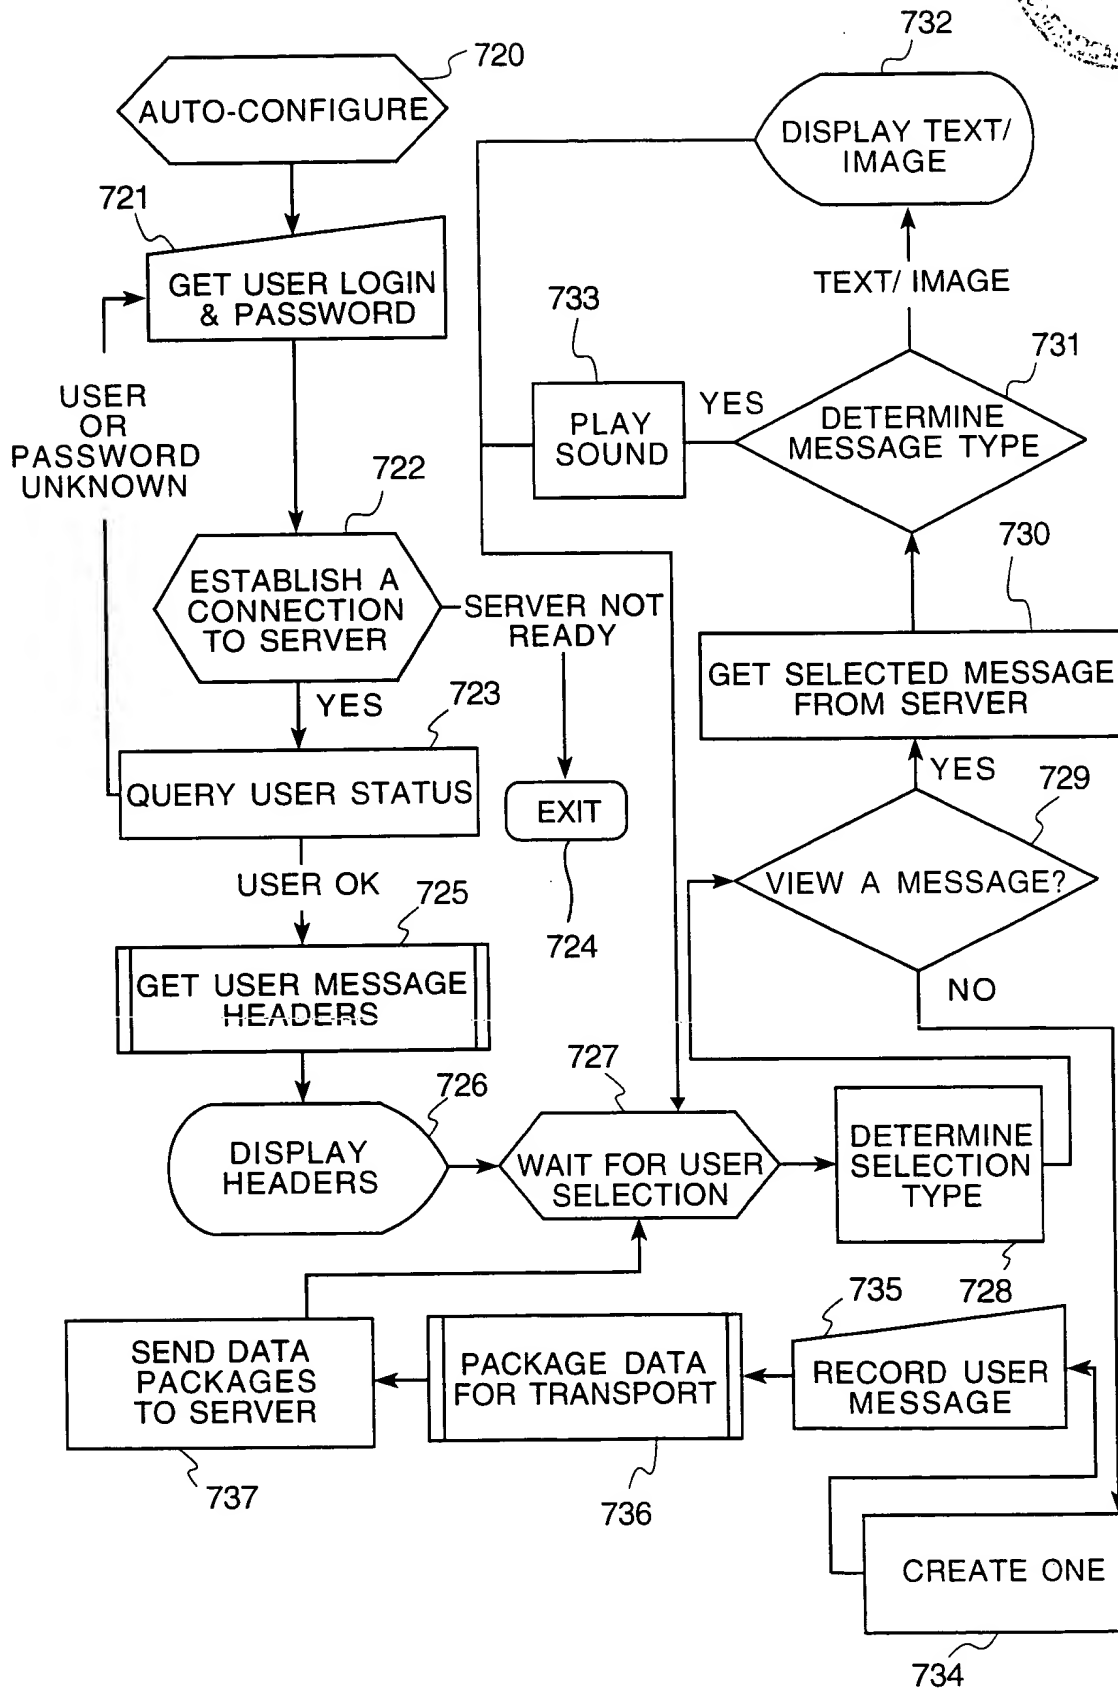 720
AUTO-CONFIGURE
721
GET USER LOGIN
& PASSWORD
USER
OR
PASSWORD
UNKNOWN
722
ESTABLISH A
CONNECTION
TO SERVER
SERVER NOT
READY
YES
723
QUERY USER STATUS
EXIT
724
USER OK
725
GET USER MESSAGE
HEADERS
726
DISPLAY
HEADERS
727
WAIT FOR USER
SELECTION
DETERMINE
SELECTION
TYPE
728
729
VIEW A MESSAGE?
YES
NO
730
GET SELECTED MESSAGE
FROM SERVER
731
DETERMINE
MESSAGE TYPE
YES
733
PLAY
SOUND
TEXT/ IMAGE
732
DISPLAY TEXT/
IMAGE
CREATE ONE
734
735
RECORD USER
MESSAGE
PACKAGE DATA
FOR TRANSPORT
736
SEND DATA
PACKAGES
TO SERVER
737